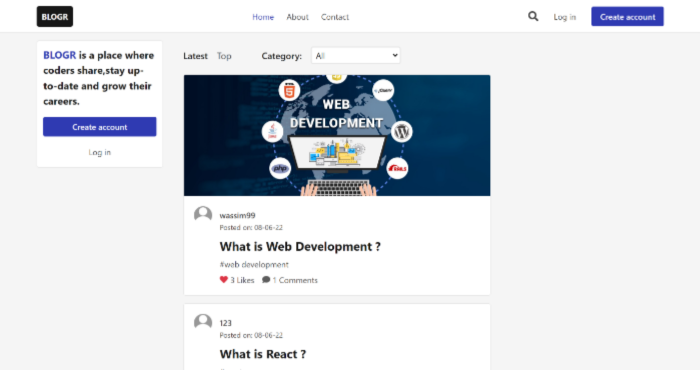 BLOGR
Home About Contact
Log in Create account
BLOGR is a place where
coders share,stay up-
to-date and grow their
careers.
Create account
Log in
Latest Top Category: All
HTML
5
WEB
DEVELOPMENT
php
wassim99
Posted on: 08-06-22
What is Web Development ?
#web development
3 Likes 1 Comments
123
Posted on: 08-06-22
What is React ?